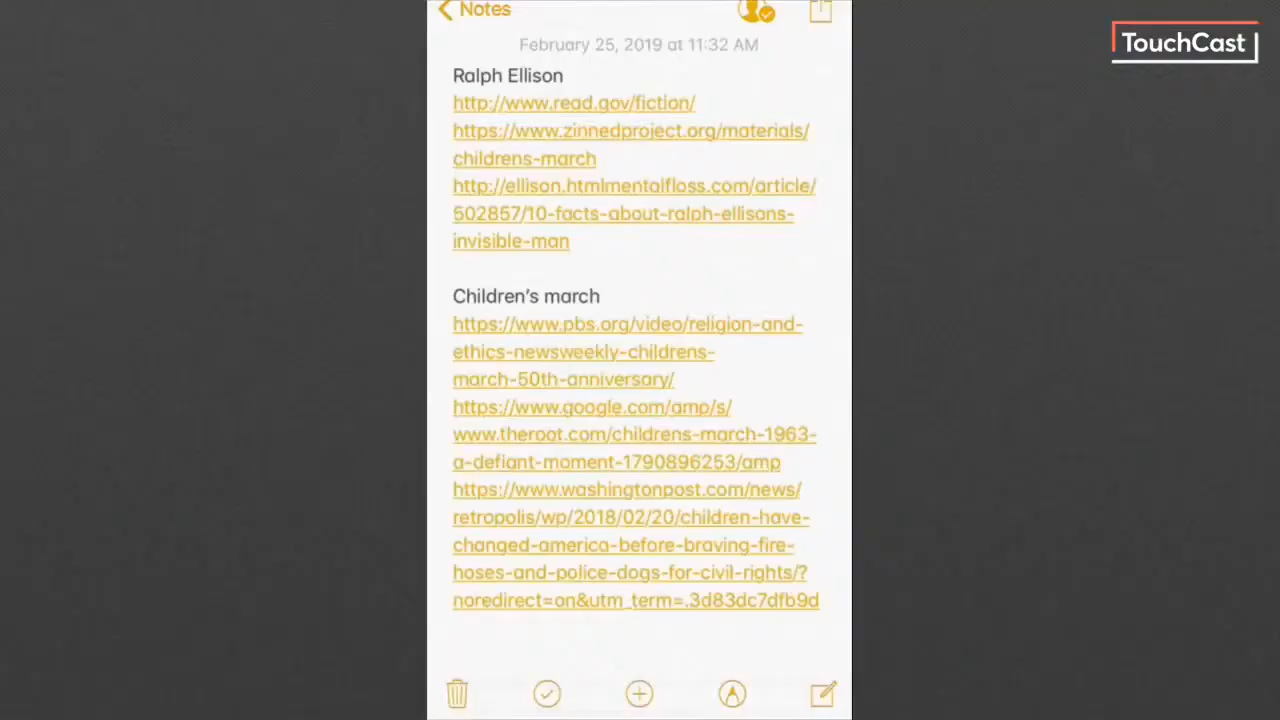 Notes
TouchCast
February 25, 2019 at 11:32 AM
Ralph Ellison
http://www.read.gov/fiction/
https://www.zinnedproject.org/materials/
childrens-march
http://ellison.htmlmentalfloss.com/article/
502857/10-facts-about-ralph-ellisons-
invisible-man
Children's march
https://www.pbs.org/video/religion-and-
ethics-newsweekly-childrens-
march-50th-anniversary/
https://www.google.com/amp/s/
www.theroot.com/childrens-march-1963-
a-defiant-moment-1790896253/amp
https://www.washingtonpost.com/news/
retropolis/wp/2018/02/20/children-have-
changed-america-before-braving-fire-
hoses-and-police-dogs-for-civil-rights/?
noredirect=on&utm_term=.3d83dc7dfb9d